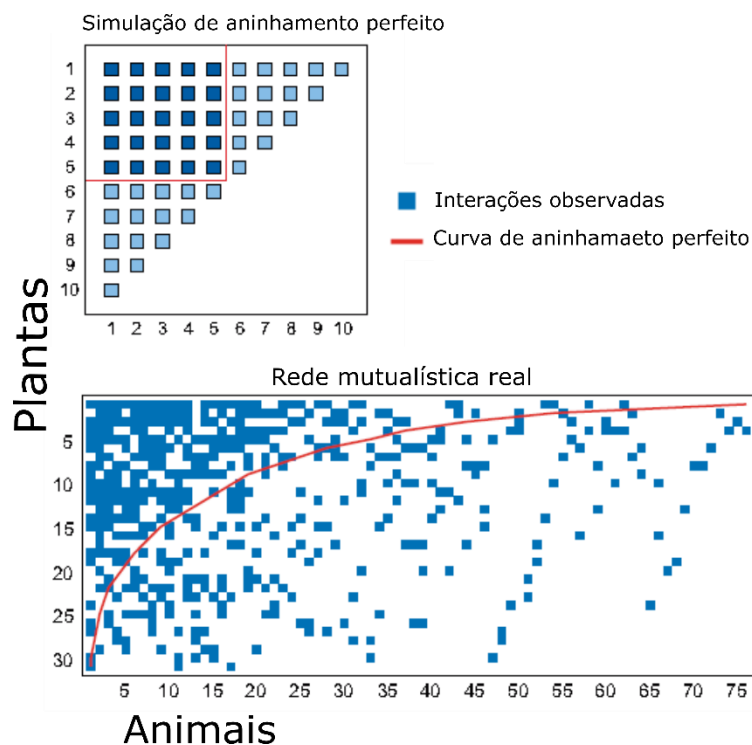 Simulação de aninhamento perfeito
1
2
3
4
5
6
7
8
9
10
1 2 3 4 5 6 7 8 9 10
Interações observadas
Curva de aninhamaeto perfeito
Plantas
Rede mutualística real
5
10
15
20
25
30
5 10 15 20 25 30 35 40 45 50 55 60 65 70 75
Animais